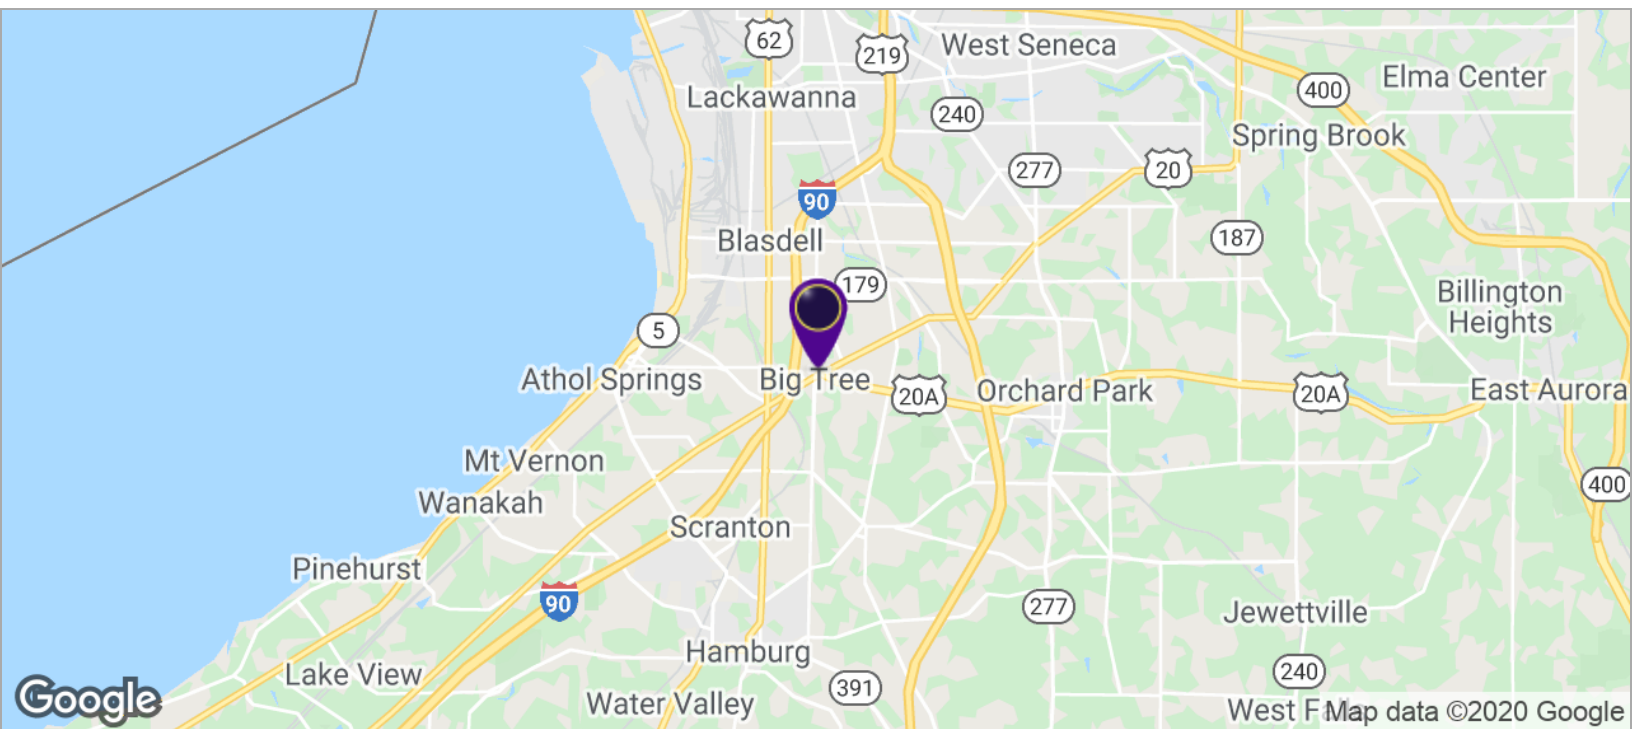 62
219
West Seneca
Elma Center
400
Lackawanna
240
Spring Brook
277
20
90
187
Blasdell
179
Billington
Heights
5
Athol Springs
Big Tree
20A
Orchard Park
20A
East Aurora
Mt Vernon
Wanakah
400
Scranton
Pinehurst
90
277
Jewettville
Hamburg
240
Lake View
391
Water Valley
Google
West Falls
Map data ©2020 Google